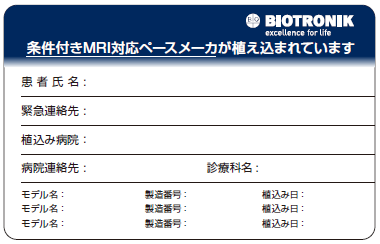 BIOTRONIK
excellence for life
条件付きMRI対応ペースメーカが植え込まれています
患者氏名：
緊急連絡先：
植込み病院：
病院連絡先： 診療科名：
モデル名： 製造番号： 植込み日：
モデル名： 製造番号： 植込み日：
モデル名： 製造番号： 植込み日：